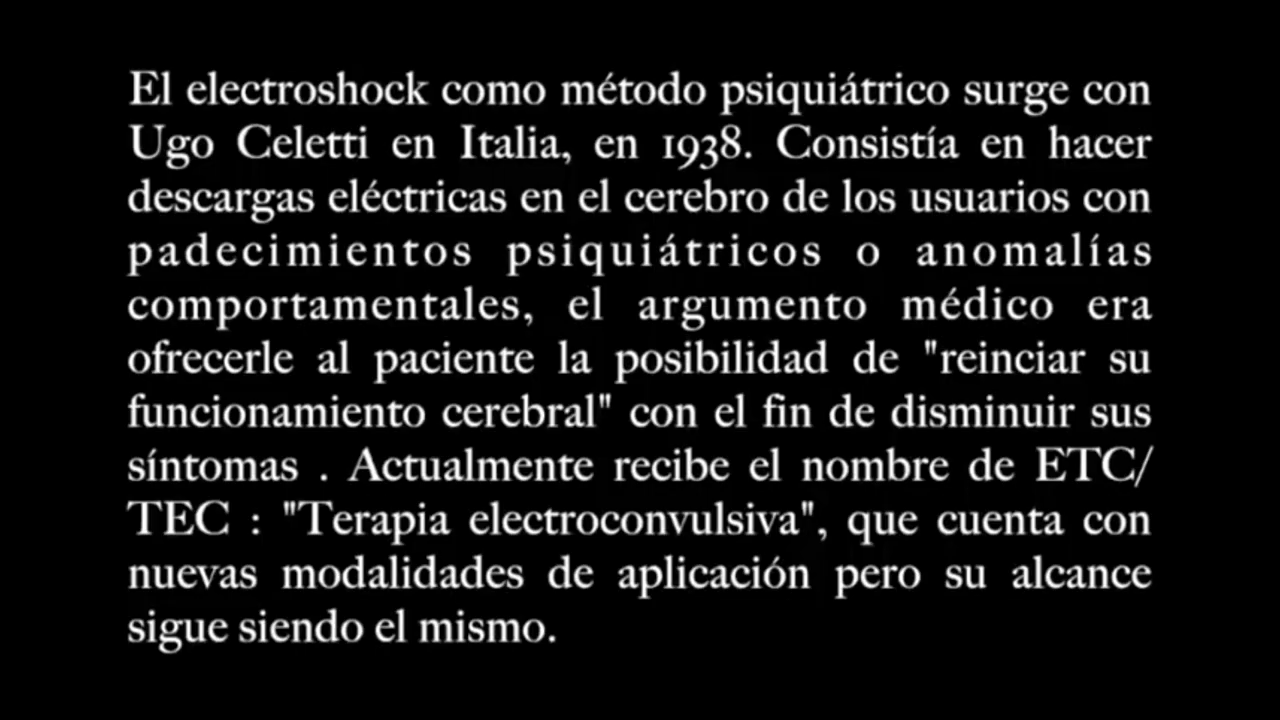 El electroshock como método psiquiátrico surge con
Ugo Celetti en Italia, en 1938. Consistía en hacer
descargas eléctricas en el cerebro de los usuarios con
padecimientos psiquiátricos o anomalías
comportamentales, el argumento médico era
ofrecerle al paciente la posibilidad de "reinciar su
funcionamiento cerebral" con el fin de disminuir sus
síntomas . Actualmente recibe el nombre de ETC/
TEC : "Terapia electroconvulsiva", que cuenta con
nuevas modalidades de aplicación pero su alcance
sigue siendo el mismo.